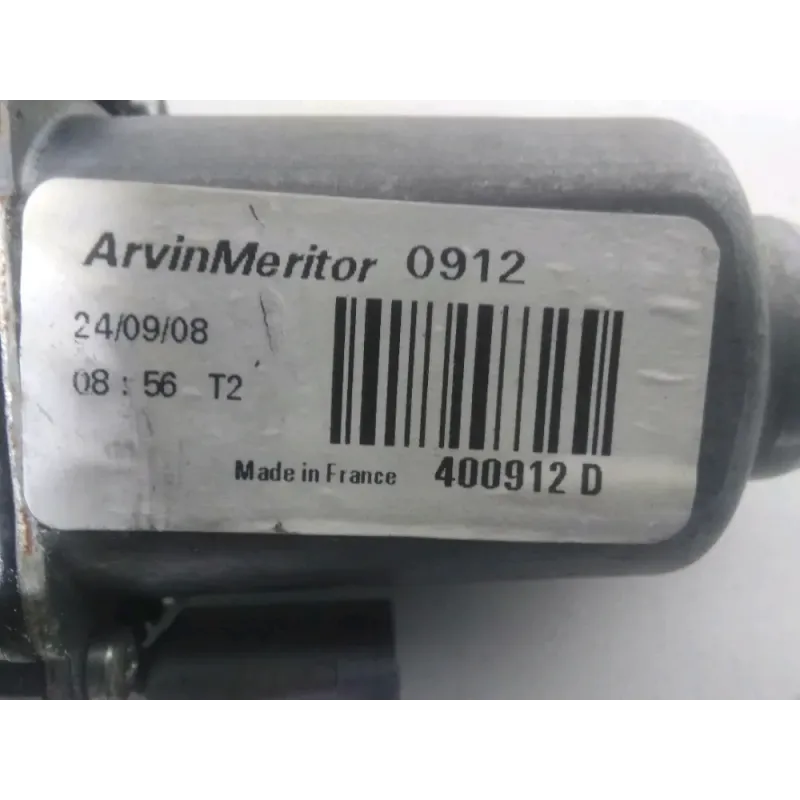 ArvinMeritor 0912
24/09/08
08 : 56 T2
Made in France 400912 D